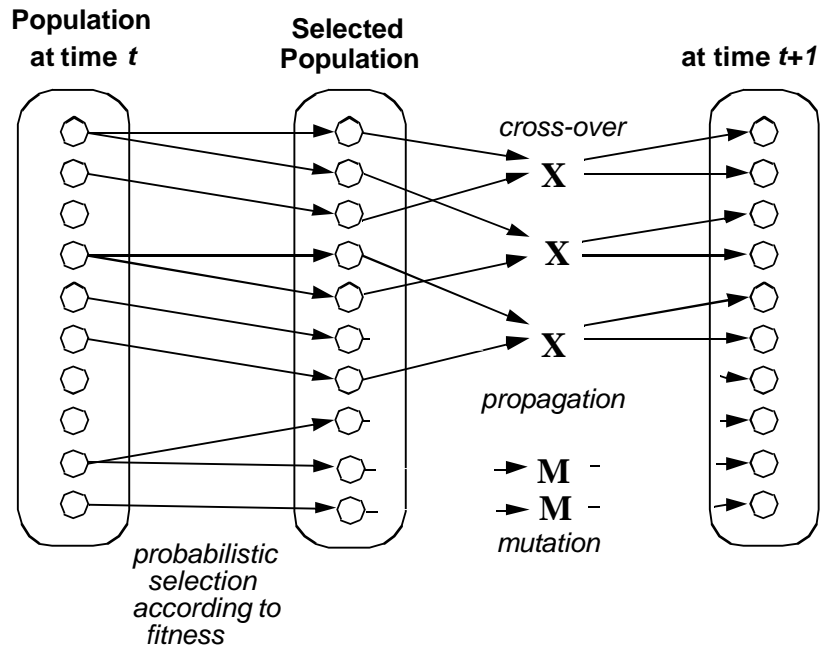 Population
at time t
Selected
Population
at time t+1
cross-over
X
X
X
propagation
M
M
mutation
probabilistic
selection
according to
fitness